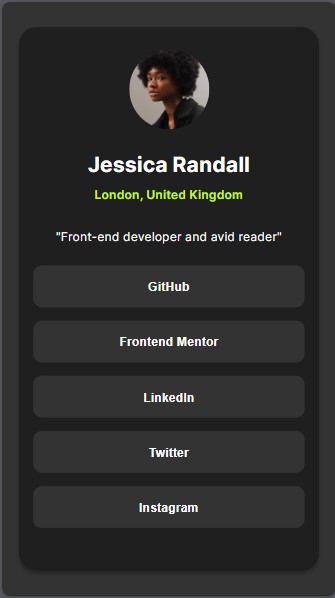 Jessica Randall
London, United Kingdom
"Front-end developer and avid reader"
GitHub
Frontend Mentor
LinkedIn
Twitter
Instagram